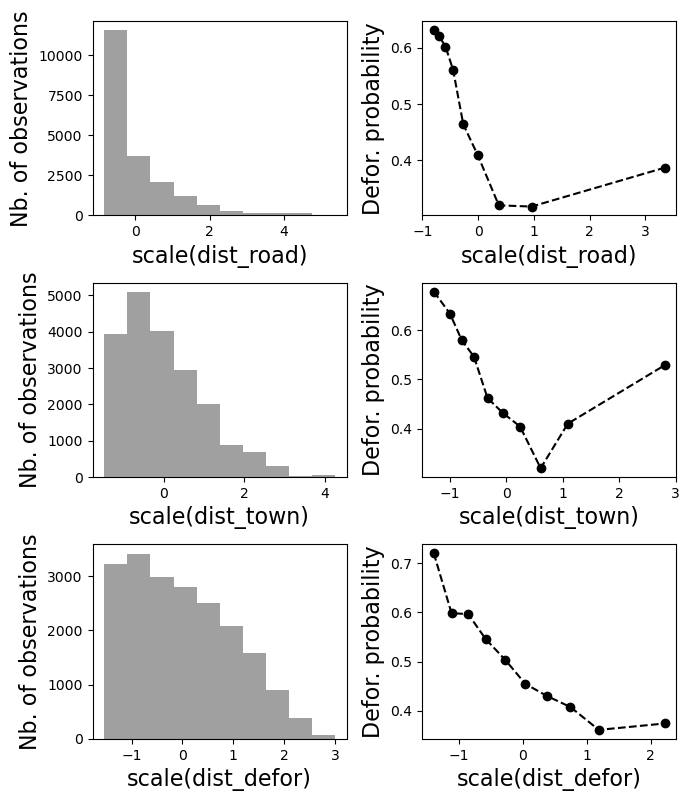 Nb. of observations
10000
7500
5000
2500
0
0 2 4
scale(dist_road)
Defor. probability
0.6
0.5
0.4
−1 0 1 2 3
scale(dist_road)
Nb. of observations
5000
4000
3000
2000
1000
0
0 2 4
scale(dist_town)
Defor. probability
0.6
0.5
0.4
−1 0 1 2 3
scale(dist_town)
Nb. of observations
3000
2000
1000
0
−1 0 1 2 3
scale(dist_defor)
Defor. probability
0.7
0.6
0.5
0.4
−1 0 1 2
scale(dist_defor)